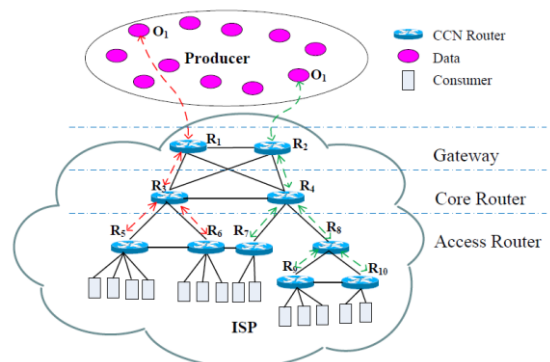 O1
CCN Router
Data
Producer
O1
Consumer
R1
R2
Gateway
R3
R4
Core Router
R5
R6
R7
R8
Access Router
R9
R10
ISP